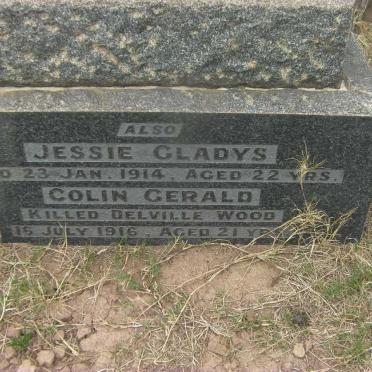 ALSO
JESSIE GLADYS
D 23 JAN. 1914. AGED 22 YRS.
COLIN GERALD
KILLED DELVILLE WOOD
15 JULY 1916. AGED 21 YRS